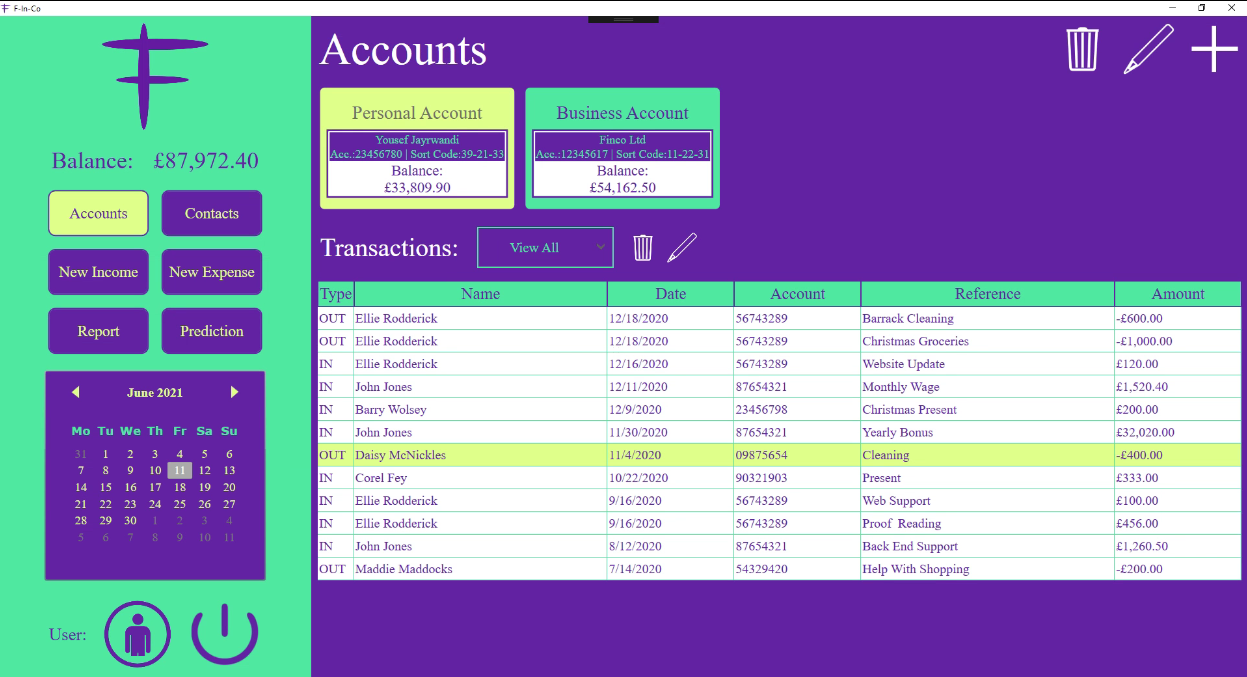 F-In-Co
Balance: £87,972.40
Accounts Contacts
New Income New Expense
Report Prediction
June 2021
Mo Tu We Th Fr Sa Su
31 1 2 3 4 5 6
7 8 9 10 11 12 13
14 15 16 17 18 19 20
21 22 23 24 25 26 27
28 29 30 1 2 3 4
5 6 7 8 9 10 11
User:
Accounts
Personal Account
Yousef Jayrwandi
Acc.:23456780 | Sort Code:39-21-33
Balance:
£33,809.90
Business Account
Finco Ltd
Acc.:12345617 | Sort Code:11-22-31
Balance:
£54,162.50
Transactions: View All
Type Name Date Account Reference Amount
OUT Ellie Rodderick 12/18/2020 56743289 Barrack Cleaning -£600.00
OUT Ellie Rodderick 12/18/2020 56743289 Christmas Groceries -£1,000.00
IN Ellie Rodderick 12/16/2020 56743289 Website Update £120.00
IN John Jones 12/11/2020 87654321 Monthly Wage £1,520.40
IN Barry Wolsey 12/9/2020 23456798 Christmas Present £200.00
IN John Jones 11/30/2020 87654321 Yearly Bonus £32,020.00
OUT Daisy McNickles 11/4/2020 09875654 Cleaning -£400.00
IN Corel Fey 10/22/2020 90321903 Present £333.00
IN Ellie Rodderick 9/16/2020 56743289 Web Support £100.00
IN Ellie Rodderick 9/16/2020 56743289 Proof Reading £456.00
IN John Jones 8/12/2020 87654321 Back End Support £1,260.50
OUT Maddie Maddocks 7/14/2020 54329420 Help With Shopping -£200.00